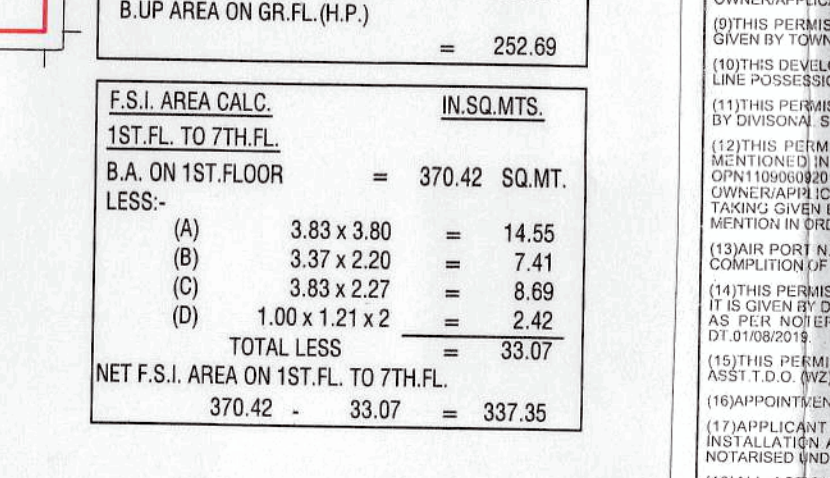 B.UP AREA ON GR.FL.(H.P.)
= 252.69
F.S.I. AREA CALC. IN.SQ.MTS.
1ST.FL. TO 7TH.FL.
B.A. ON 1ST.FLOOR = 370.42 SQ.MT.
LESS:-
(A) 3.83 x 3.80 = 14.55
(B) 3.37 x 2.20 = 7.41
(C) 3.83 x 2.27 = 8.69
(D) 1.00 x 1.21 x 2 = 2.42
TOTAL LESS = 33.07
NET F.S.I. AREA ON 1ST.FL. TO 7TH.FL.
370.42 - 33.07 = 337.35
(9)THIS PERMIS
GIVEN BY TOWN
(10)THIS DEVELO
LINE POSSESSIO
(11)THIS PERMIS
BY DIVISONAL S
(12)THIS PERM
MENTIONED IN
OPN1109060920
OWNER/APPLIC
TAKING GIVEN
MENTION IN ORD
(13)AIR PORT N.
COMPLITION OF
(14)THIS PERMIS
IT IS GIVEN BY D
AS PER NOTEF
DT.01/08/2019.
(15)THIS PERMI
ASST.T.D.O. (WZ)
(16)APPOINTMEN
(17)APPLICANT
INSTALLATION A
NOTARISED UND